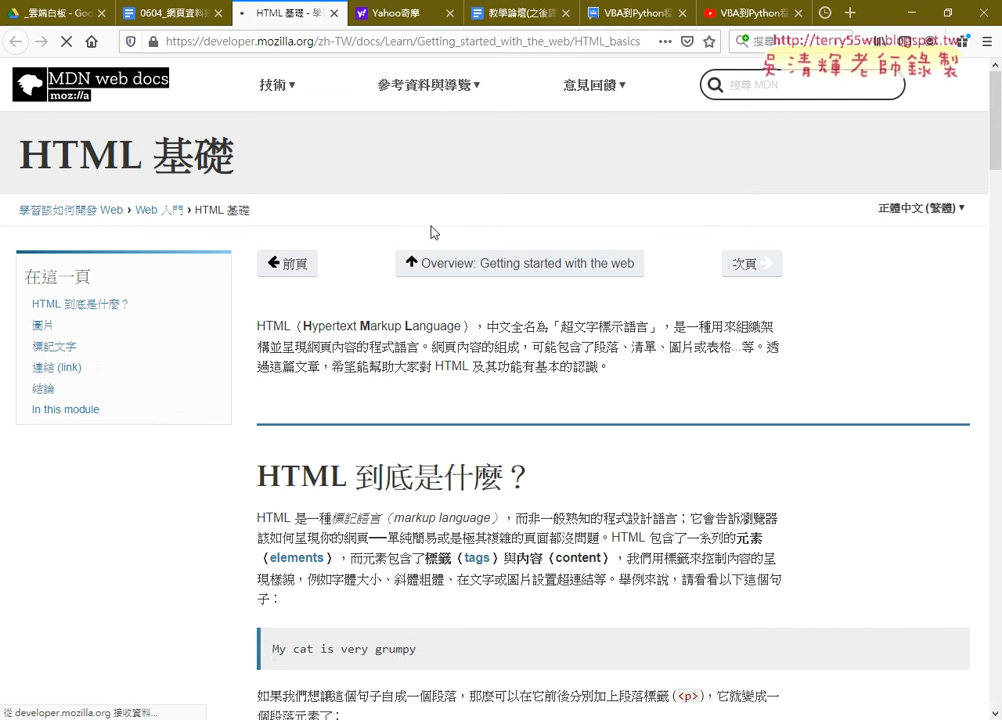 _雲端白板 - Goo
0604_網頁資料
HTML 基礎 - 學
Yahoo奇摩
教學論壇(之後課
VBA到Python程
VBA到Python程
https://developer.mozilla.org/zh-TW/docs/Learn/Getting_started_with_the_web/HTML_basics
http://terry55wu.blogspot.tw
吳清輝老師錄製
MDN web docs
moz://a
技術▼
參考資料與導覽▼
意見回饋▼
搜尋 MDN
HTML 基礎
學習該如何開發 Web › Web 入門 › HTML 基礎
正體中文 (繁體) ▼
在這一頁
HTML 到底是什麼？
圖片
標記文字
連結 (link)
結論
In this module
前頁
Overview: Getting started with the web
次頁
HTML（Hypertext Markup Language），中文全名為「超文字標示語言」，是一種用來組織架
構並呈現網頁內容的程式語言。網頁內容的組成，可能包含了段落、清單、圖片或表格...等。透
過這篇文章，希望能幫助大家對 HTML 及其功能有基本的認識。
HTML 到底是什麼？
HTML 是一種標記語言（markup language），而非一般熟知的程式設計語言；它會告訴瀏覽器
該如何呈現你的網頁──單純簡易或是極其複雜的頁面都沒問題。HTML 包含了一系列的元素
（elements），而元素包含了標籤（tags）與內容（content），我們用標籤來控制內容的呈
現樣貌，例如字體大小、斜體粗體、在文字或圖片設置超連結等。舉例來說，請看看以下這個句
子：
My cat is very grumpy
如果我們想讓這個句子自成一個段落，那麼可以在它前後分別加上段落標籤 (<p>)，它就變成一
個段落元素了：
從 developer.mozilla.org 接收資料...